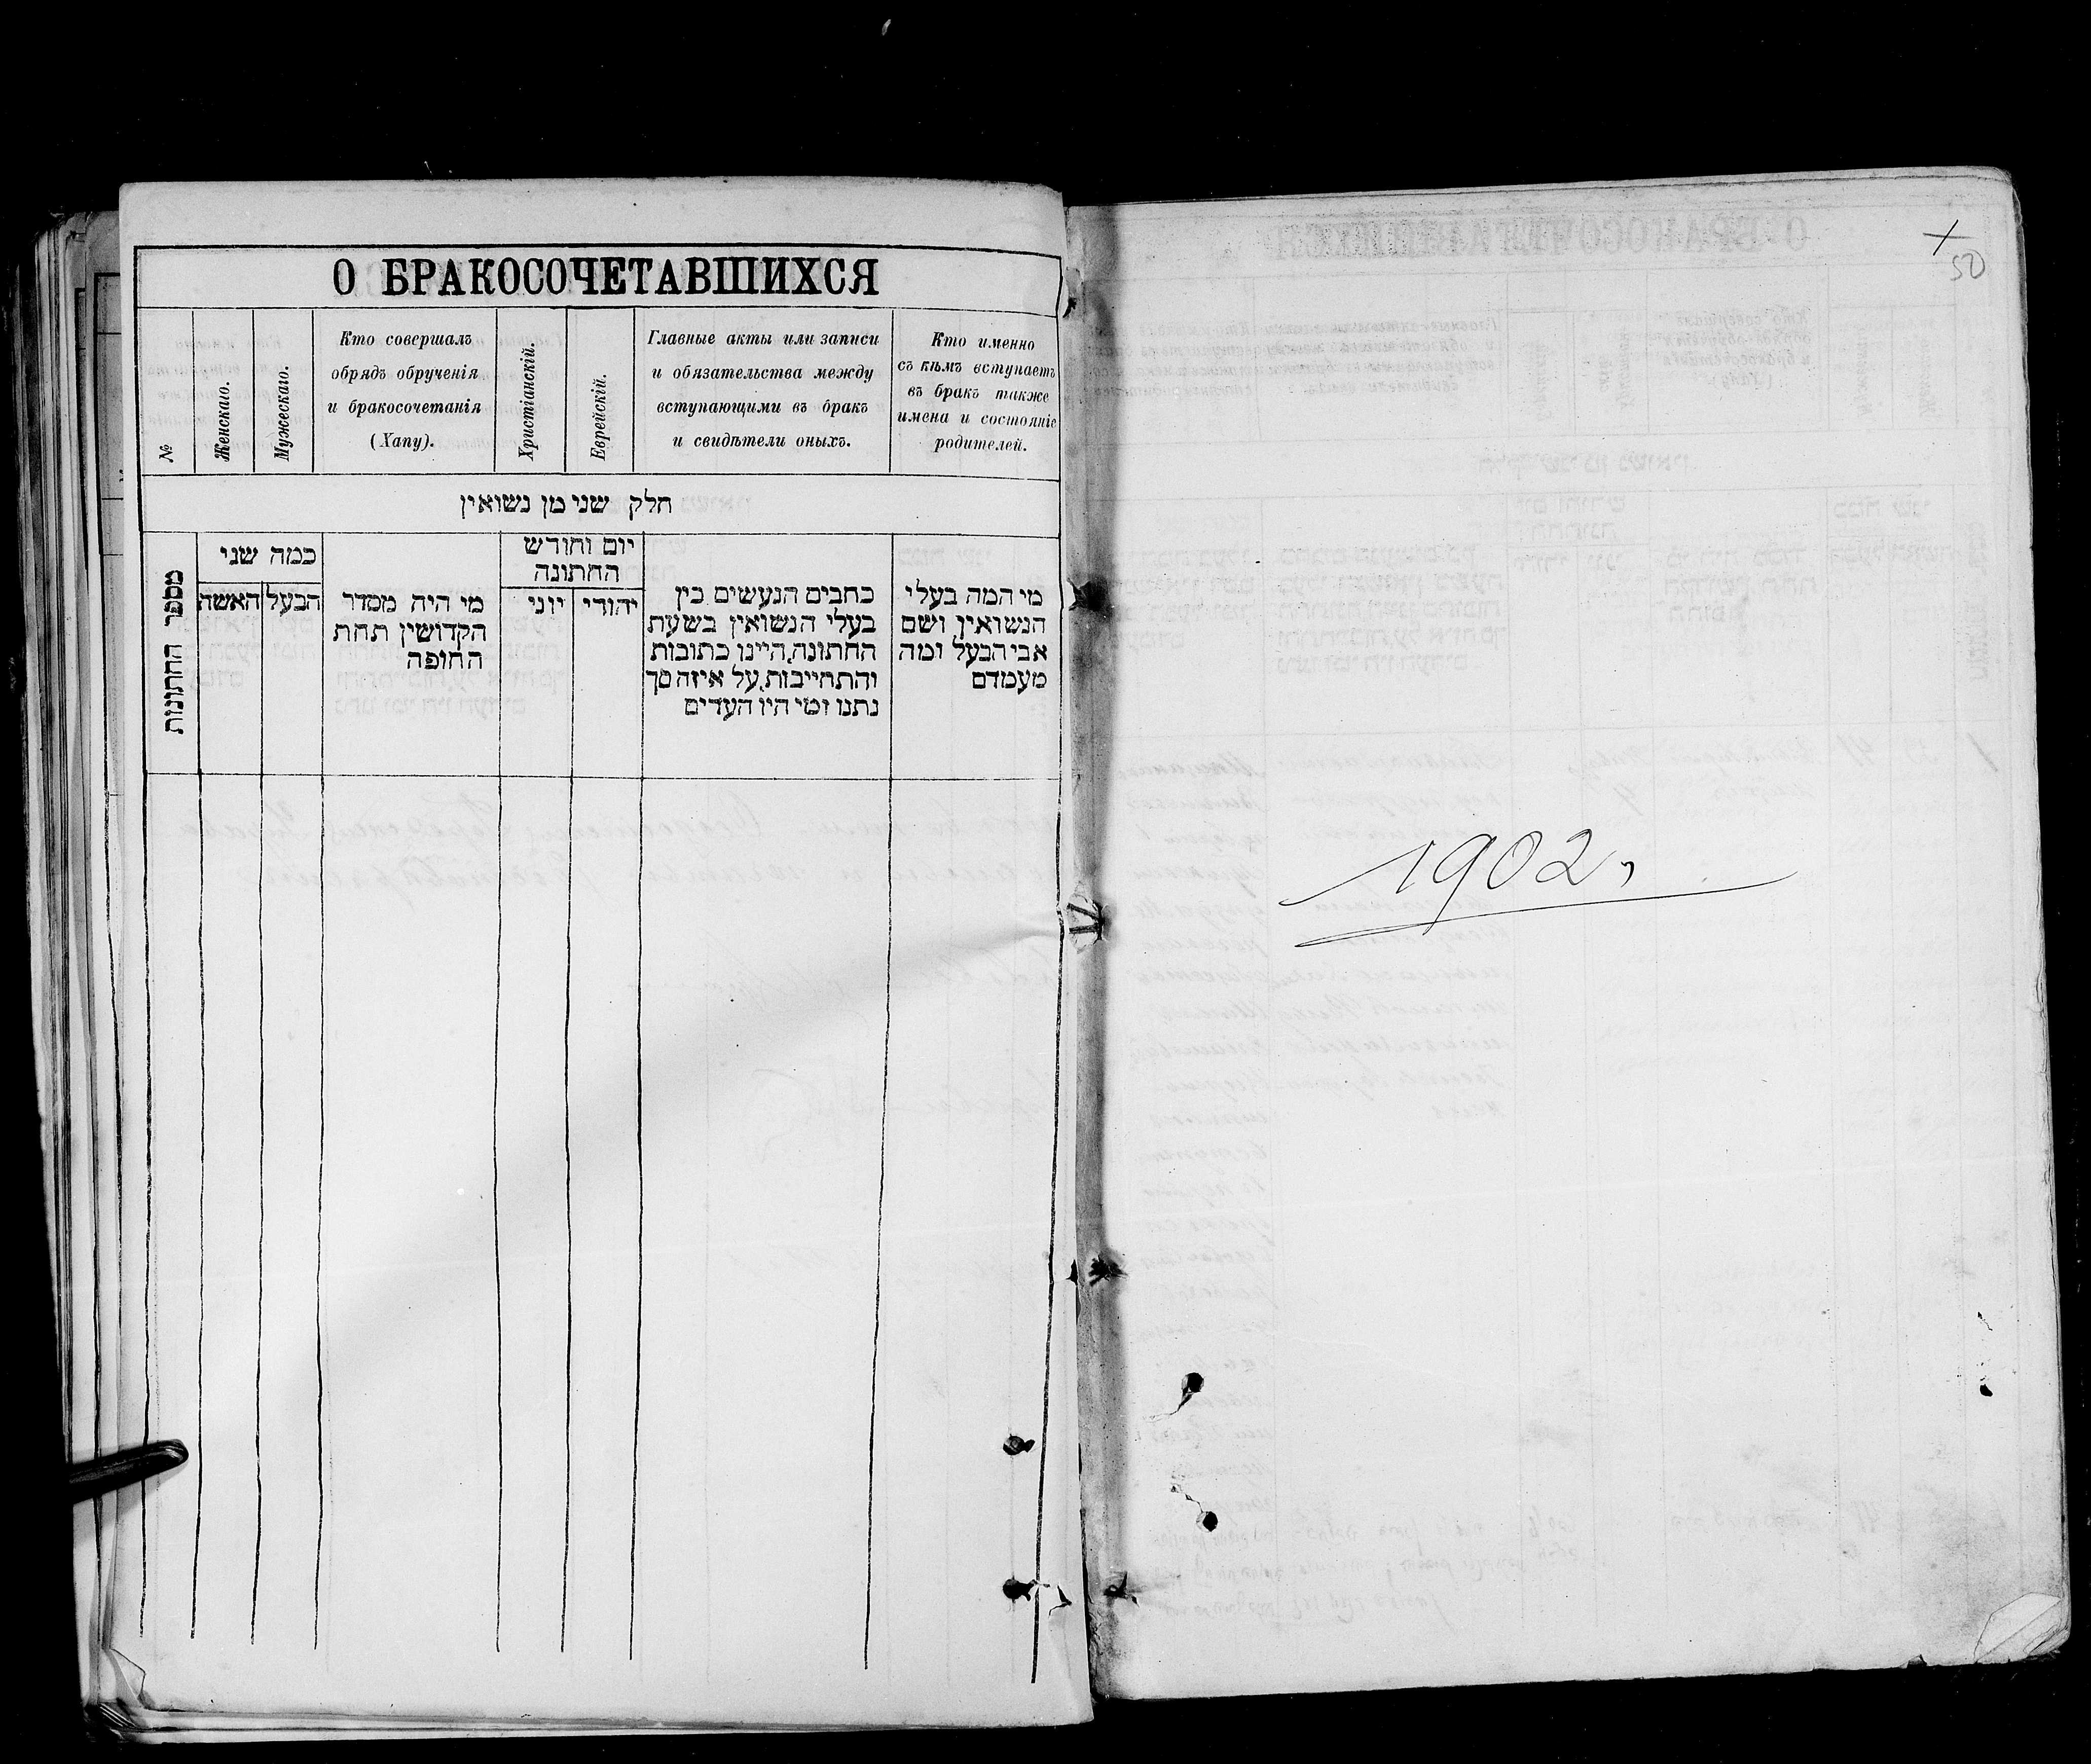 О БРАКОСОЧЕТАВШИХСЯ
№
Женскаго.
Мужескаго.
Кто совершалъ
обрядъ обрученія
и бракосочетанія
(Хапу).
Христіанскій.
Еврейскій.
Главные акты или записи
и обязательства между
вступающими въ бракъ
и свидѣтели оныхъ.
Кто именно
съ кѣмъ вступаетъ
въ бракъ также
имена и состояніе
родителей.
חלק שני מן נשואין
מספר החתונות
כמה שני
האשה
הבעל
מי היה מסדר
הקדושין תחת
החופה
יום וחודש
החתונה
יוני
יהודי
כתבים הנעשים בין
בעלי הנשואין בשעת
החתונה, היינו כתובות
והתחייבות, על איזה סך
נתנו ומי היו העדים
מי המה בעלי
הנשואין ושם
אבי הבעל ומה
מעמדם
50
1902,